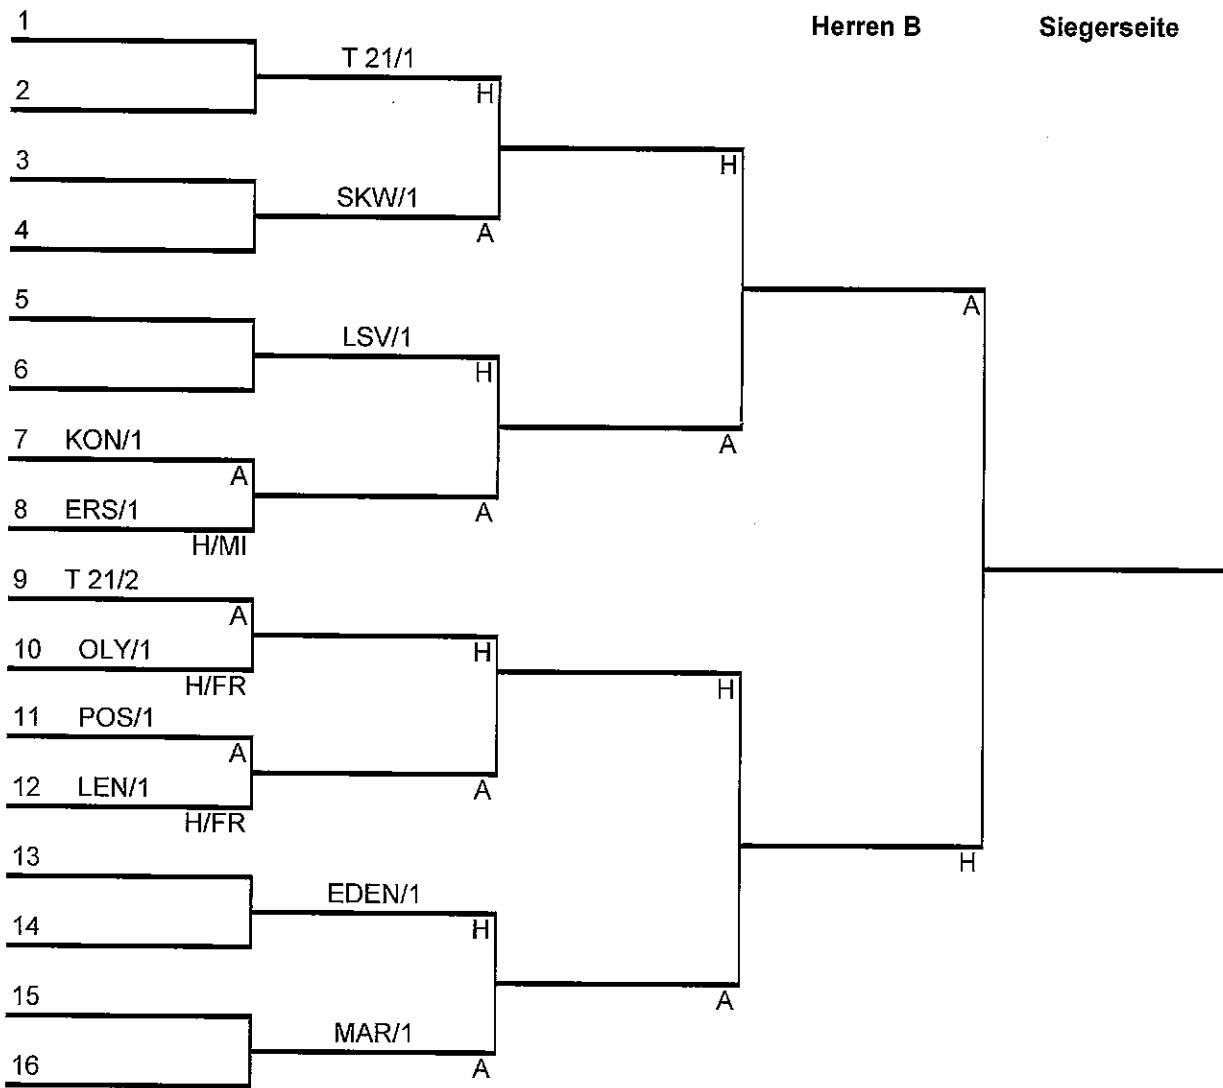 Herren B Siegerseite
1
T 21/1
H
2
3
H
SKW/1
A
4
5
A
LSV/1
H
6
7 KON/1
A
A
8 ERS/1
A
H/MI
9 T 21/2
A
10 OLY/1
H
H/FR
H
11 POS/1
A
12 LEN/1
A
H/FR
13
H
EDEN/1
H
14
15
A
MAR/1
A
16